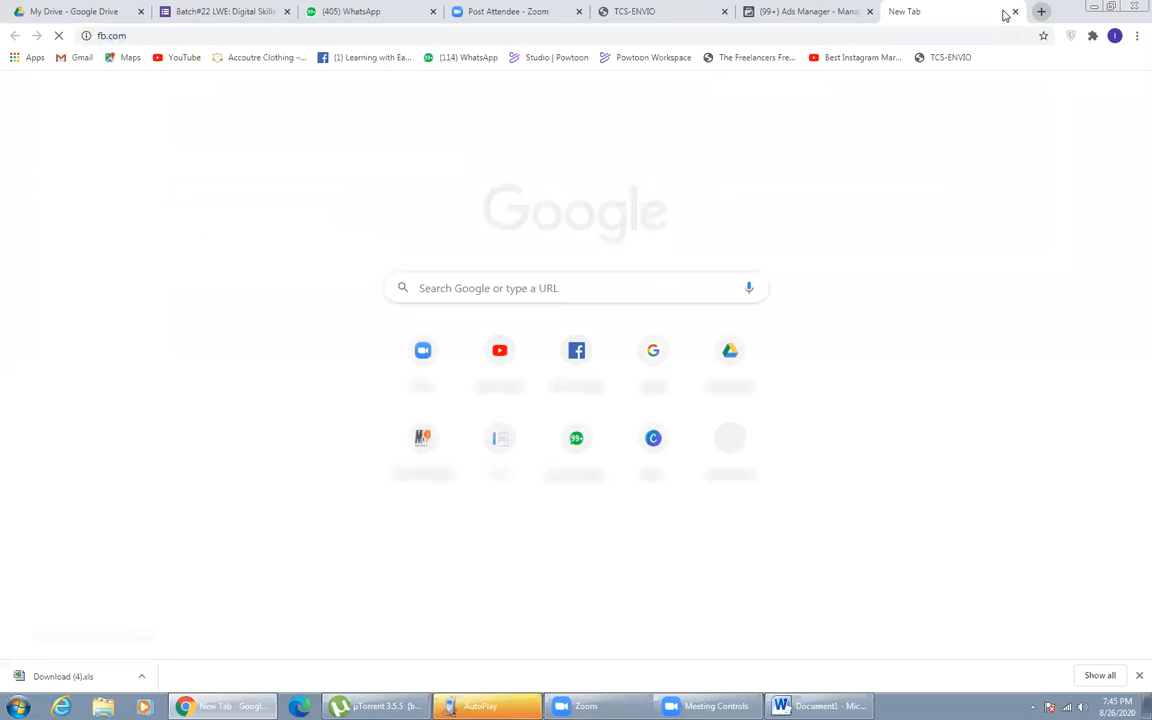 My Drive - Google Drive
Batch#22 LWE: Digital Skills
(405) WhatsApp
Post Attendee - Zoom
TCS-ENVIO
(99+) Ads Manager - Mana
New Tab
fb.com
Apps
Gmail
Maps
YouTube
Accoutre Clothing –...
(1) Learning with Ea...
(114) WhatsApp
Studio | Powtoon
Powtoon Workspace
The Freelancers Fre...
Best Instagram Mar...
TCS-ENVIO
Google
Search Google or type a URL
99+
Download (4).xls
Show all
New Tab - Googl...
µTorrent 3.5.5 (b...
AutoPlay
Zoom
Meeting Controls
Document1 - Mic...
7:45 PM
8/26/2020